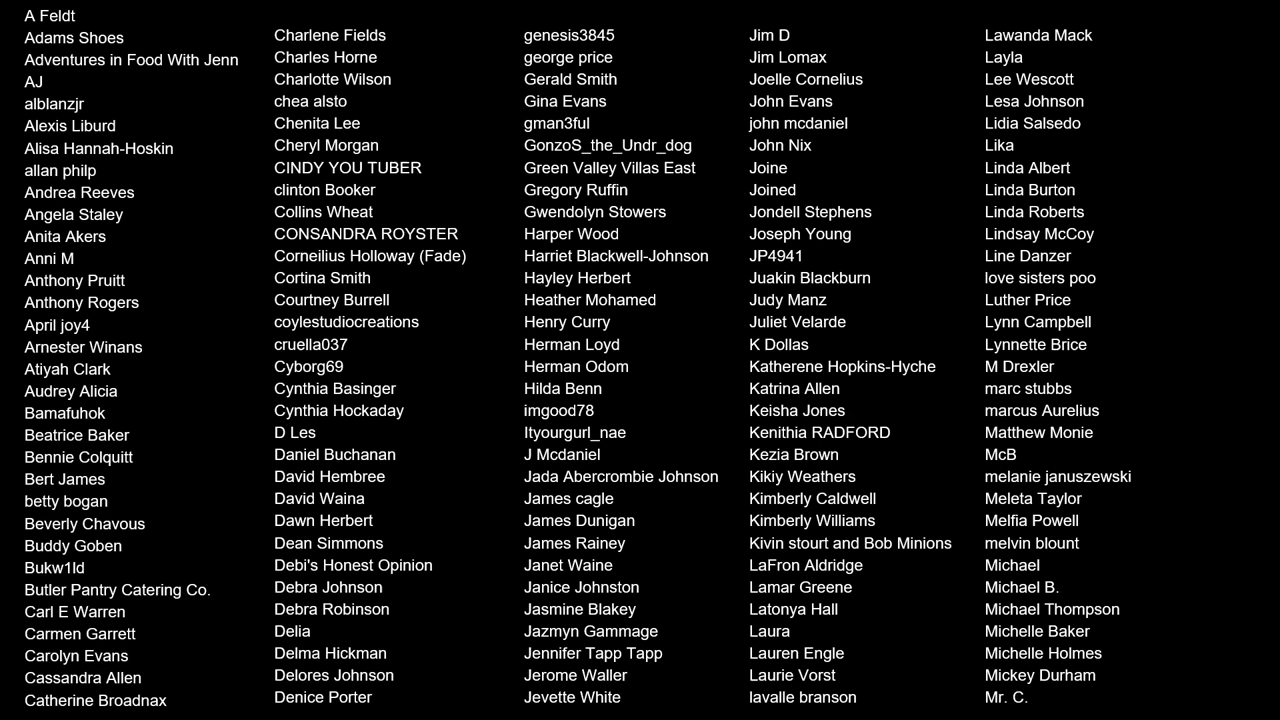 A Feldt
Adams Shoes
Adventures in Food With Jenn
AJ
alblanzjr
Alexis Liburd
Alisa Hannah-Hoskin
allan philp
Andrea Reeves
Angela Staley
Anita Akers
Anni M
Anthony Pruitt
Anthony Rogers
April joy4
Arnester Winans
Atiyah Clark
Audrey Alicia
Bamafuhok
Beatrice Baker
Bennie Colquitt
Bert James
betty bogan
Beverly Chavous
Buddy Goben
Bukw1ld
Butler Pantry Catering Co.
Carl E Warren
Carmen Garrett
Carolyn Evans
Cassandra Allen
Catherine Broadnax
Charlene Fields
Charles Horne
Charlotte Wilson
chea alsto
Chenita Lee
Cheryl Morgan
CINDY YOU TUBER
clinton Booker
Collins Wheat
CONSANDRA ROYSTER
Corneilius Holloway (Fade)
Cortina Smith
Courtney Burrell
coylestudiocreations
cruella037
Cyborg69
Cynthia Basinger
Cynthia Hockaday
D Les
Daniel Buchanan
David Hembree
David Waina
Dawn Herbert
Dean Simmons
Debi's Honest Opinion
Debra Johnson
Debra Robinson
Delia
Delma Hickman
Delores Johnson
Denice Porter
genesis3845
george price
Gerald Smith
Gina Evans
gman3ful
GonzoS_the_Undr_dog
Green Valley Villas East
Gregory Ruffin
Gwendolyn Stowers
Harper Wood
Harriet Blackwell-Johnson
Hayley Herbert
Heather Mohamed
Henry Curry
Herman Loyd
Herman Odom
Hilda Benn
imgood78
Ityourgurl_nae
J Mcdaniel
Jada Abercrombie Johnson
James cagle
James Dunigan
James Rainey
Janet Waine
Janice Johnston
Jasmine Blakey
Jazmyn Gammage
Jennifer Tapp Tapp
Jerome Waller
Jevette White
Jim D
Jim Lomax
Joelle Cornelius
John Evans
john mcdaniel
John Nix
Joine
Joined
Jondell Stephens
Joseph Young
JP4941
Juakin Blackburn
Judy Manz
Juliet Velarde
K Dollas
Katherene Hopkins-Hyche
Katrina Allen
Keisha Jones
Kenithia RADFORD
Kezia Brown
Kikiy Weathers
Kimberly Caldwell
Kimberly Williams
Kivin stourt and Bob Minions
LaFron Aldridge
Lamar Greene
Latonya Hall
Laura
Lauren Engle
Laurie Vorst
lavalle branson
Lawanda Mack
Layla
Lee Wescott
Lesa Johnson
Lidia Salsedo
Lika
Linda Albert
Linda Burton
Linda Roberts
Lindsay McCoy
Line Danzer
love sisters poo
Luther Price
Lynn Campbell
Lynnette Brice
M Drexler
marc stubbs
marcus Aurelius
Matthew Monie
McB
melanie januszewski
Meleta Taylor
Melfia Powell
melvin blount
Michael
Michael B.
Michael Thompson
Michelle Baker
Michelle Holmes
Mickey Durham
Mr. C.